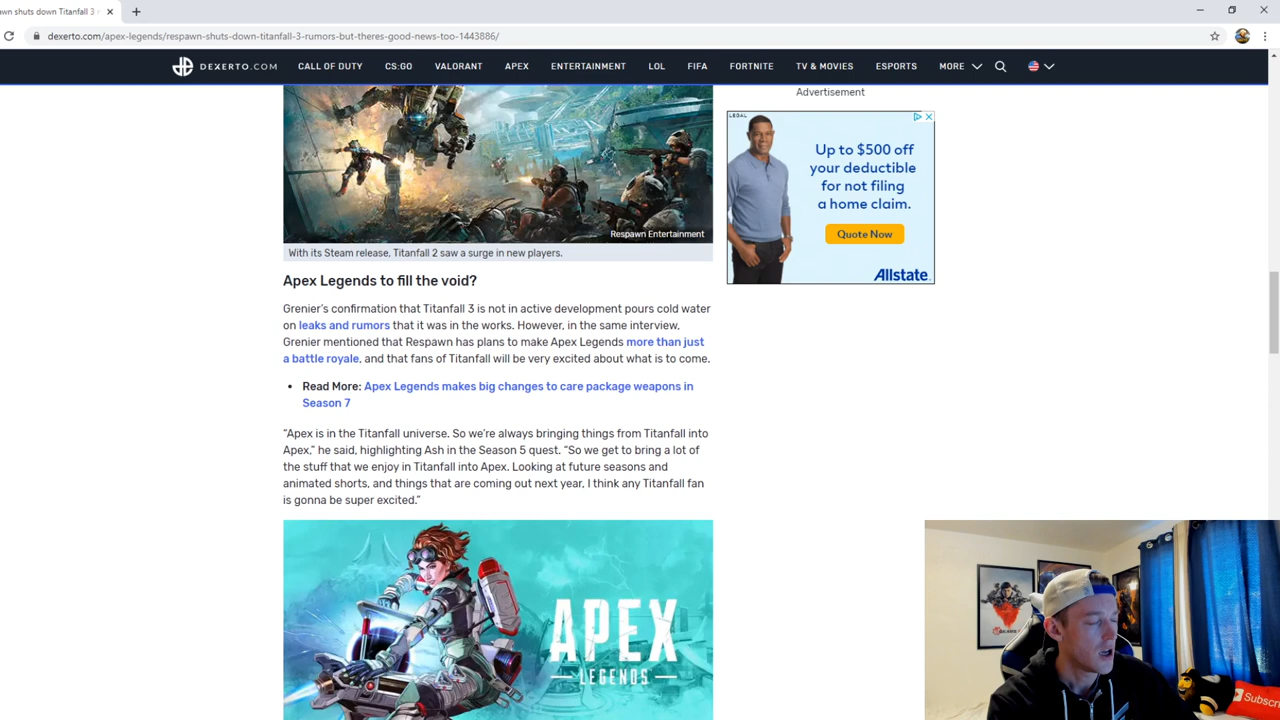 wn shuts down Titanfall 3
dexerto.com/apex-legends/respawn-shuts-down-titanfall-3-rumors-but-theres-good-news-too-1443886/
DEXERTO.COM CALL OF DUTY CS:GO VALORANT APEX ENTERTAINMENT LOL FIFA FORTNITE TV & MOVIES ESPORTS MORE
Advertisement
LEGAL
Up to $500 off
your deductible
for not filing
a home claim.
Quote Now
Allstate
Respawn Entertainment
With its Steam release, Titanfall 2 saw a surge in new players.
Apex Legends to fill the void?
Grenier's confirmation that Titanfall 3 is not in active development pours cold water
on leaks and rumors that it was in the works. However, in the same interview,
Grenier mentioned that Respawn has plans to make Apex Legends more than just
a battle royale, and that fans of Titanfall will be very excited about what is to come.
• Read More: Apex Legends makes big changes to care package weapons in
Season 7
“Apex is in the Titanfall universe. So we're always bringing things from Titanfall into
Apex,” he said, highlighting Ash in the Season 5 quest. “So we get to bring a lot of
the stuff that we enjoy in Titanfall into Apex. Looking at future seasons and
animated shorts, and things that are coming out next year, I think any Titanfall fan
is gonna be super excited.”
APEX
LEGENDS
Subscri